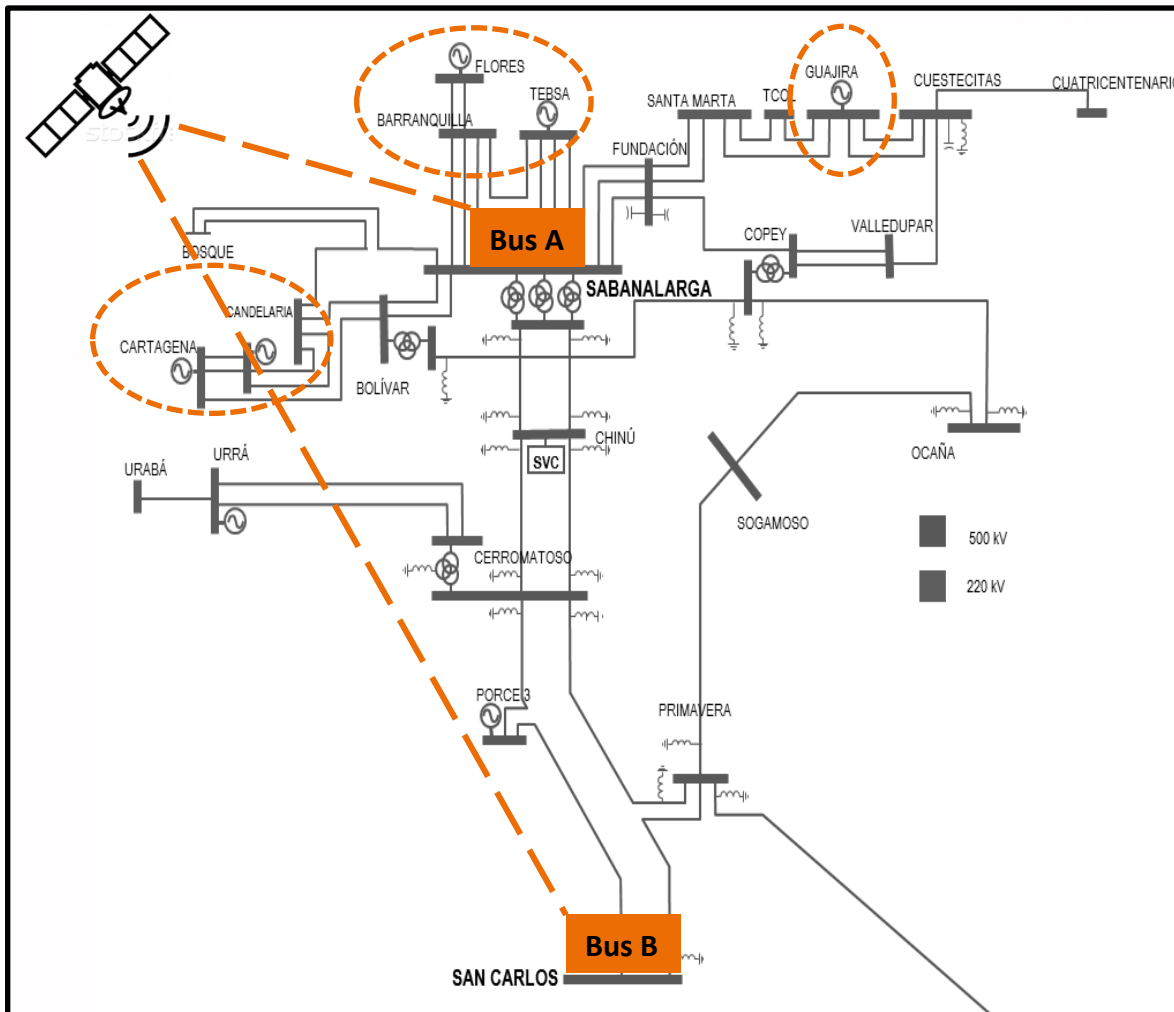 FLORES
TEBSA
BARRANQUILLA
GUAJIRA
TCOL
SANTA MARTA
CUESTECITAS
CUATRICENTENARIO
FUNDACIÓN
Bus A
BOSQUE
COPEY
VALLEDUPAR
SABANALARGA
CANDELARIA
CARTAGENA
BOLÍVAR
CHINÚ
SVC
OCAÑA
URABÁ
URRÁ
SOGAMOSO
500 kV
CERROMATOSO
220 kV
PORCE 3
PRIMAVERA
Bus B
SAN CARLOS